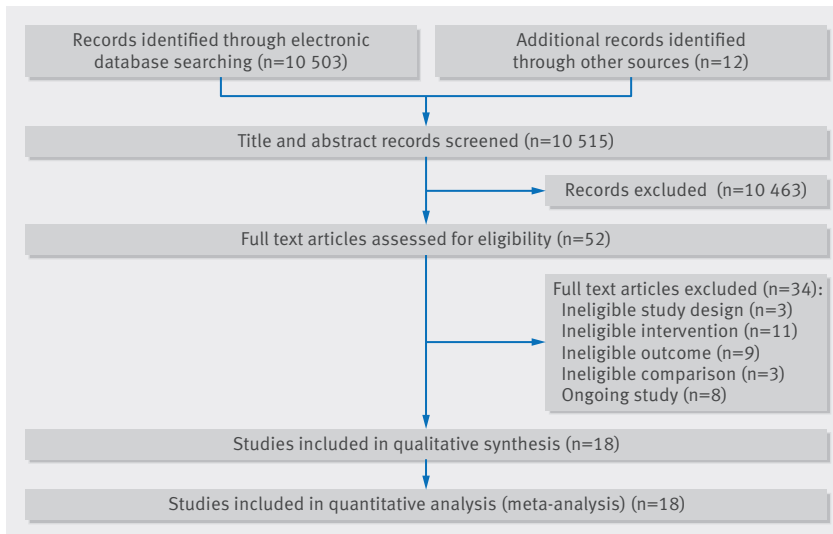 Records identified through electronic
database searching (n=10 503)
Additional records identified
through other sources (n=12)
Title and abstract records screened (n=10 515)
Records excluded (n=10 463)
Full text articles assessed for eligibility (n=52)
Full text articles excluded (n=34):
Ineligible study design (n=3)
Ineligible intervention (n=11)
Ineligible outcome (n=9)
Ineligible comparison (n=3)
Ongoing study (n=8)
Studies included in qualitative synthesis (n=18)
Studies included in quantitative analysis (meta-analysis) (n=18)